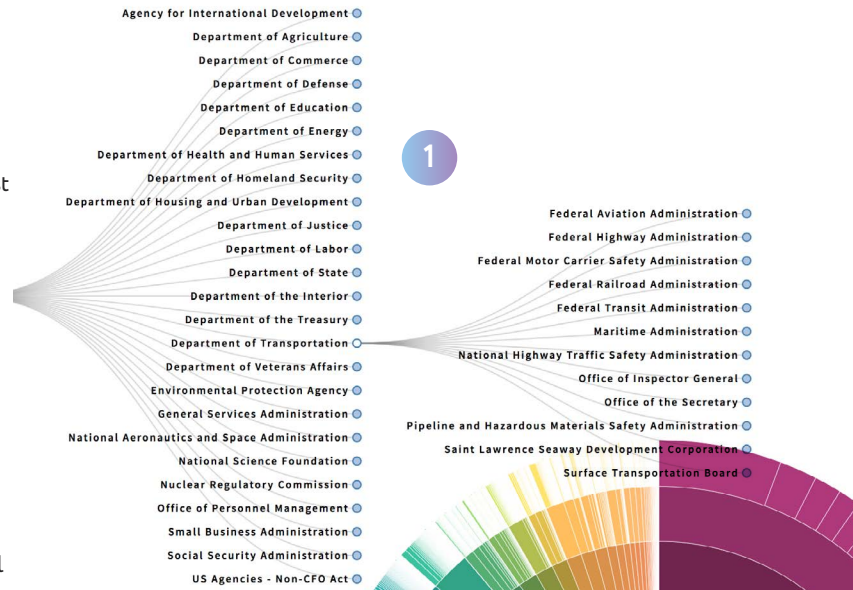 Agency for International Development
Department of Agriculture
Department of Commerce
Department of Defense
Department of Education
Department of Energy
Department of Health and Human Services
Department of Homeland Security
Department of Housing and Urban Development
Department of Justice
Department of Labor
Department of State
Department of the Interior
Department of the Treasury
Department of Transportation
Department of Veterans Affairs
Environmental Protection Agency
General Services Administration
National Aeronautics and Space Administration
National Science Foundation
Nuclear Regulatory Commission
Office of Personnel Management
Small Business Administration
Social Security Administration
US Agencies - Non-CFO Act
1
Federal Aviation Administration
Federal Highway Administration
Federal Motor Carrier Safety Administration
Federal Railroad Administration
Federal Transit Administration
Maritime Administration
National Highway Traffic Safety Administration
Office of Inspector General
Office of the Secretary
Pipeline and Hazardous Materials Safety Administration
Saint Lawrence Seaway Development Corporation
Surface Transportation Board